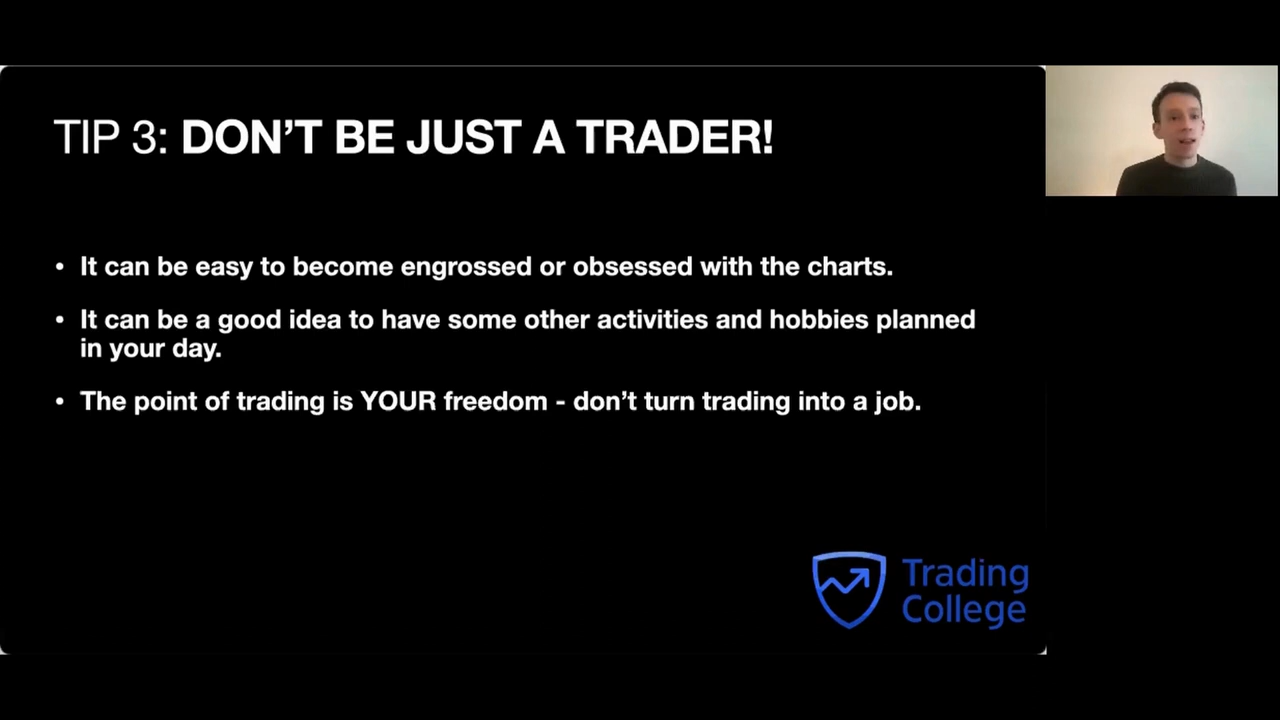 TIP 3: DON’T BE JUST A TRADER!
• It can be easy to become engrossed or obsessed with the charts.
• It can be a good idea to have some other activities and hobbies planned
in your day.
• The point of trading is YOUR freedom - don’t turn trading into a job.
Trading
College